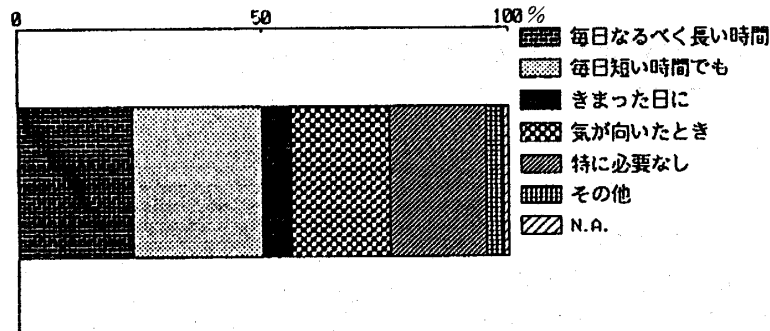 0 50 100%
毎日なるべく長い時間
毎日短い時間でも
きまった日に
気が向いたとき
特に必要なし
その他
N.A.